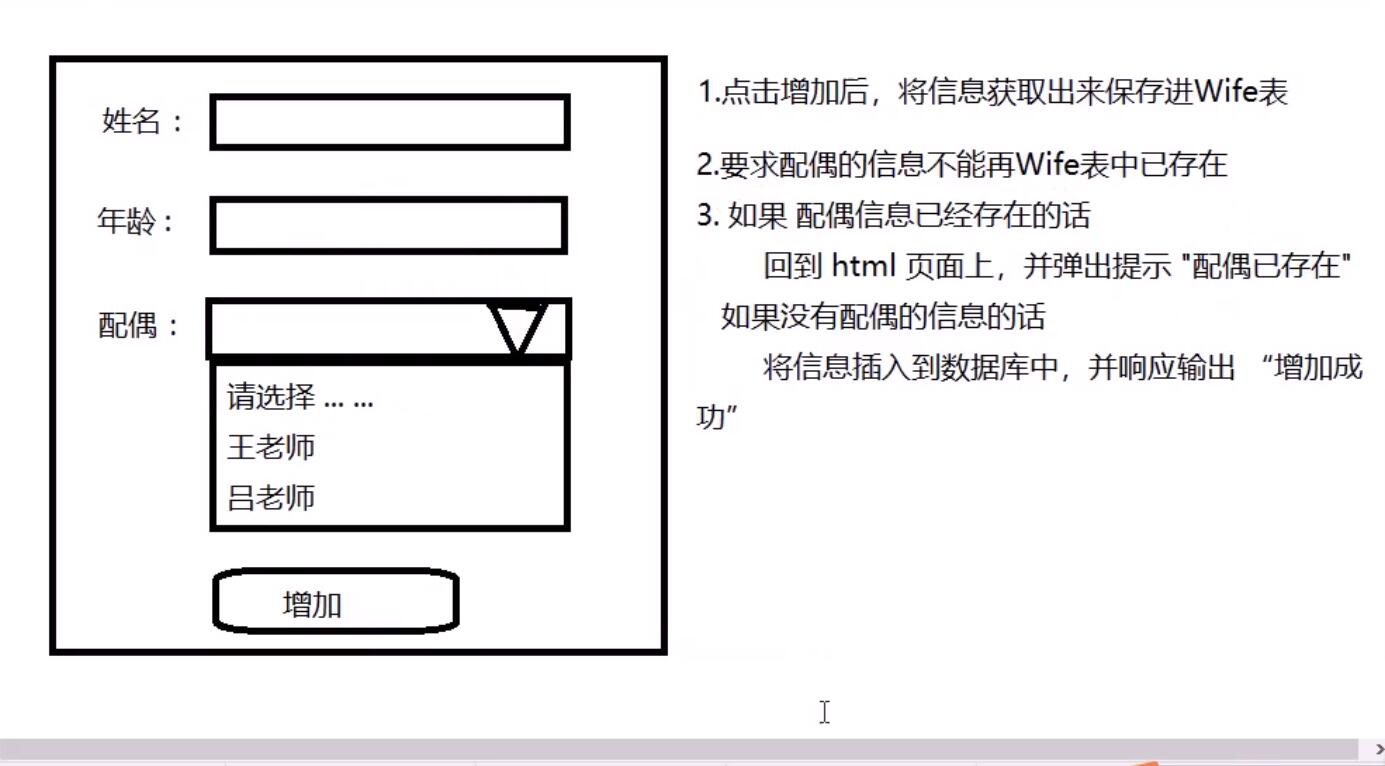 姓名：
年龄：
配偶：
请选择 ... ...
王老师
吕老师
增加
1.点击增加后，将信息获取出来保存进Wife表
2.要求配偶的信息不能再Wife表中已存在
3. 如果 配偶信息已经存在的话
回到 html 页面上，并弹出提示 "配偶已存在"
如果没有配偶的信息的话
将信息插入到数据库中，并响应输出 “增加成
功”